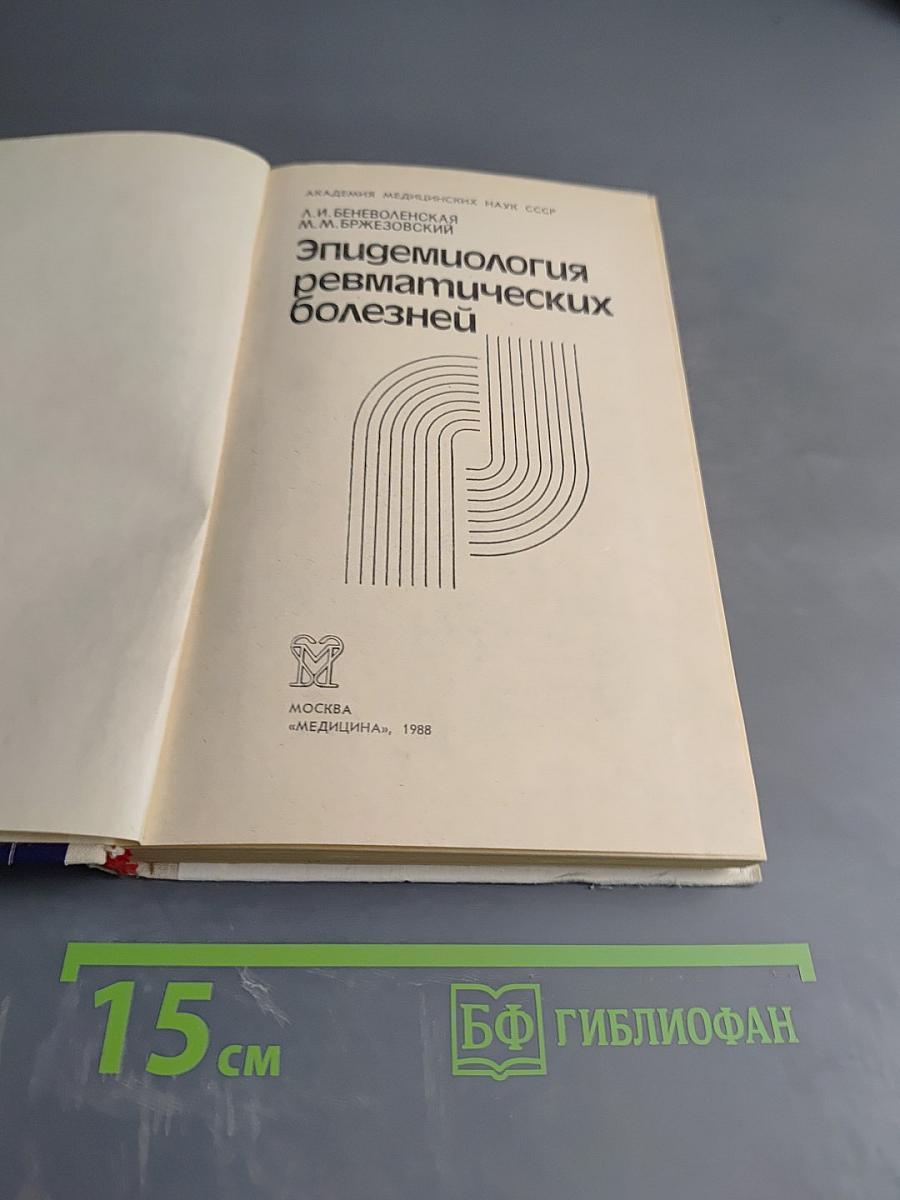 АКАДЕМИЯ МЕДИЦИНСКИХ НАУК СССР
Л.И.БЕНЕВОЛЕНСКАЯ
М.М.БРЖЕЗОВСКИЙ
Эпидемиология
ревматических
болезней
М
МОСКВА
«МЕДИЦИНА», 1988
15 см
БФ ГИБЛИОФАН